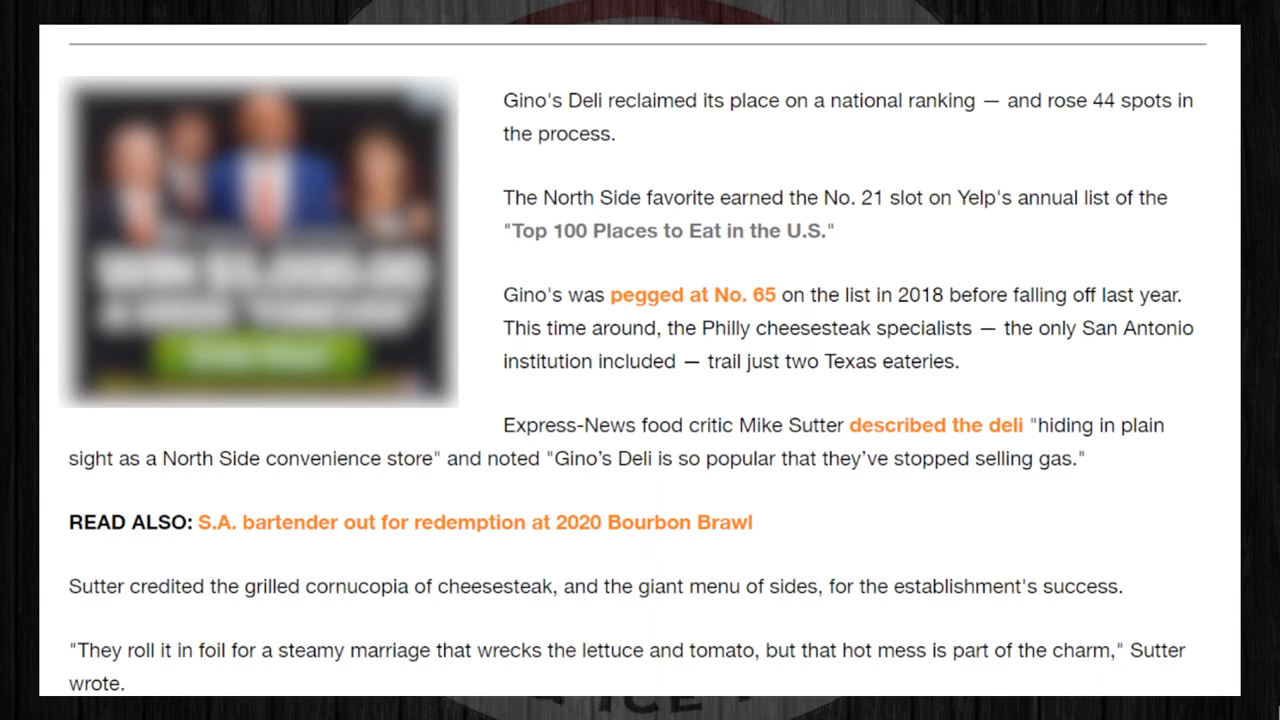 Gino's Deli reclaimed its place on a national ranking — and rose 44 spots in
the process.
The North Side favorite earned the No. 21 slot on Yelp's annual list of the
"Top 100 Places to Eat in the U.S."
Gino's was pegged at No. 65 on the list in 2018 before falling off last year.
This time around, the Philly cheesesteak specialists — the only San Antonio
institution included — trail just two Texas eateries.
Express-News food critic Mike Sutter described the deli "hiding in plain
sight as a North Side convenience store" and noted "Gino’s Deli is so popular that they’ve stopped selling gas."
READ ALSO: S.A. bartender out for redemption at 2020 Bourbon Brawl
Sutter credited the grilled cornucopia of cheesesteak, and the giant menu of sides, for the establishment's success.
"They roll it in foil for a steamy marriage that wrecks the lettuce and tomato, but that hot mess is part of the charm," Sutter
wrote.